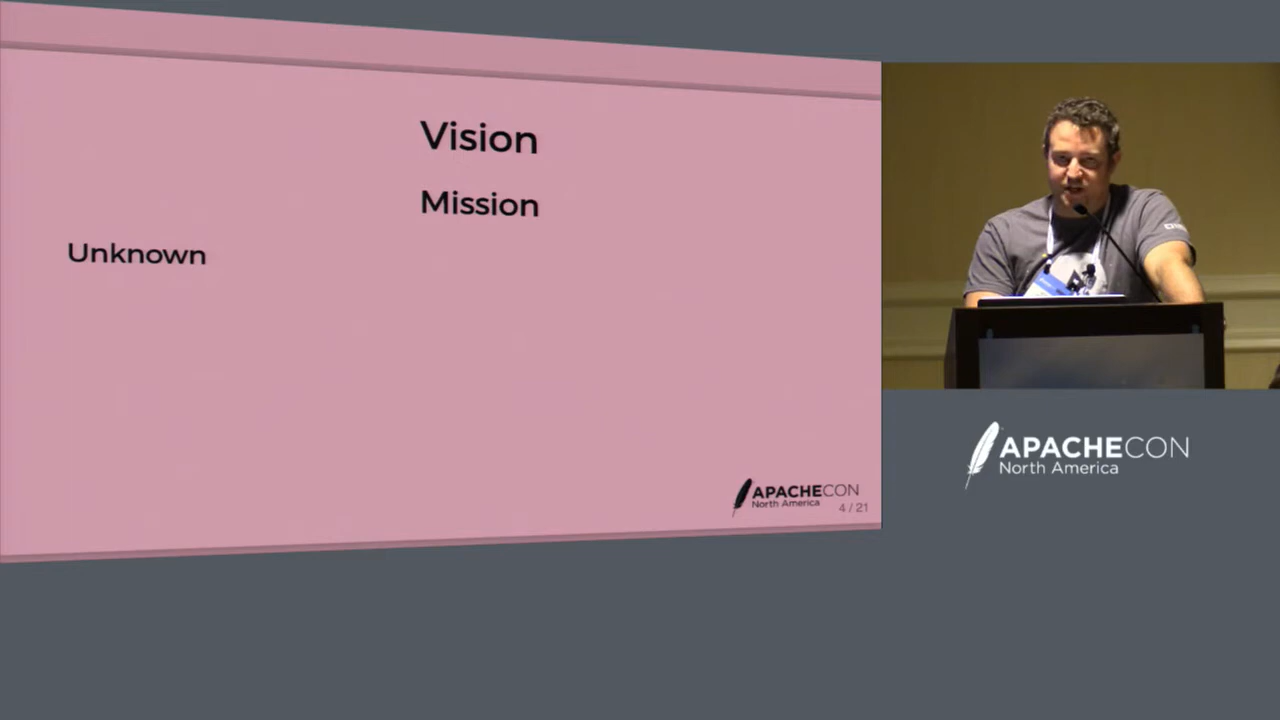 Vision
Mission
Unknown
APACHECON
North America
4 / 21
APACHECON
North America